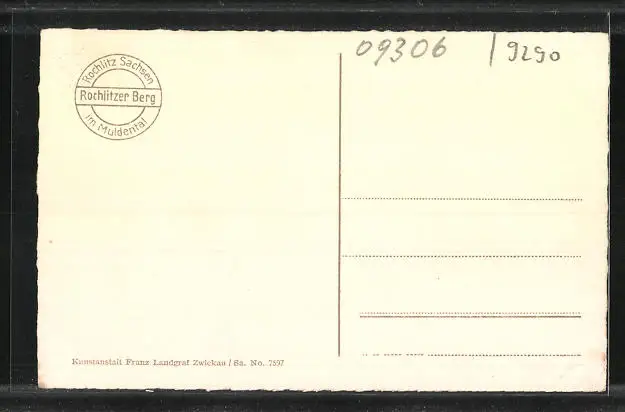 Rochlitz Sachsen
Rochlitzer Berg
im Muldental
09306 / 9290
Kunstanstalt Franz Landgraf Zwickau / Sa. No. 7597